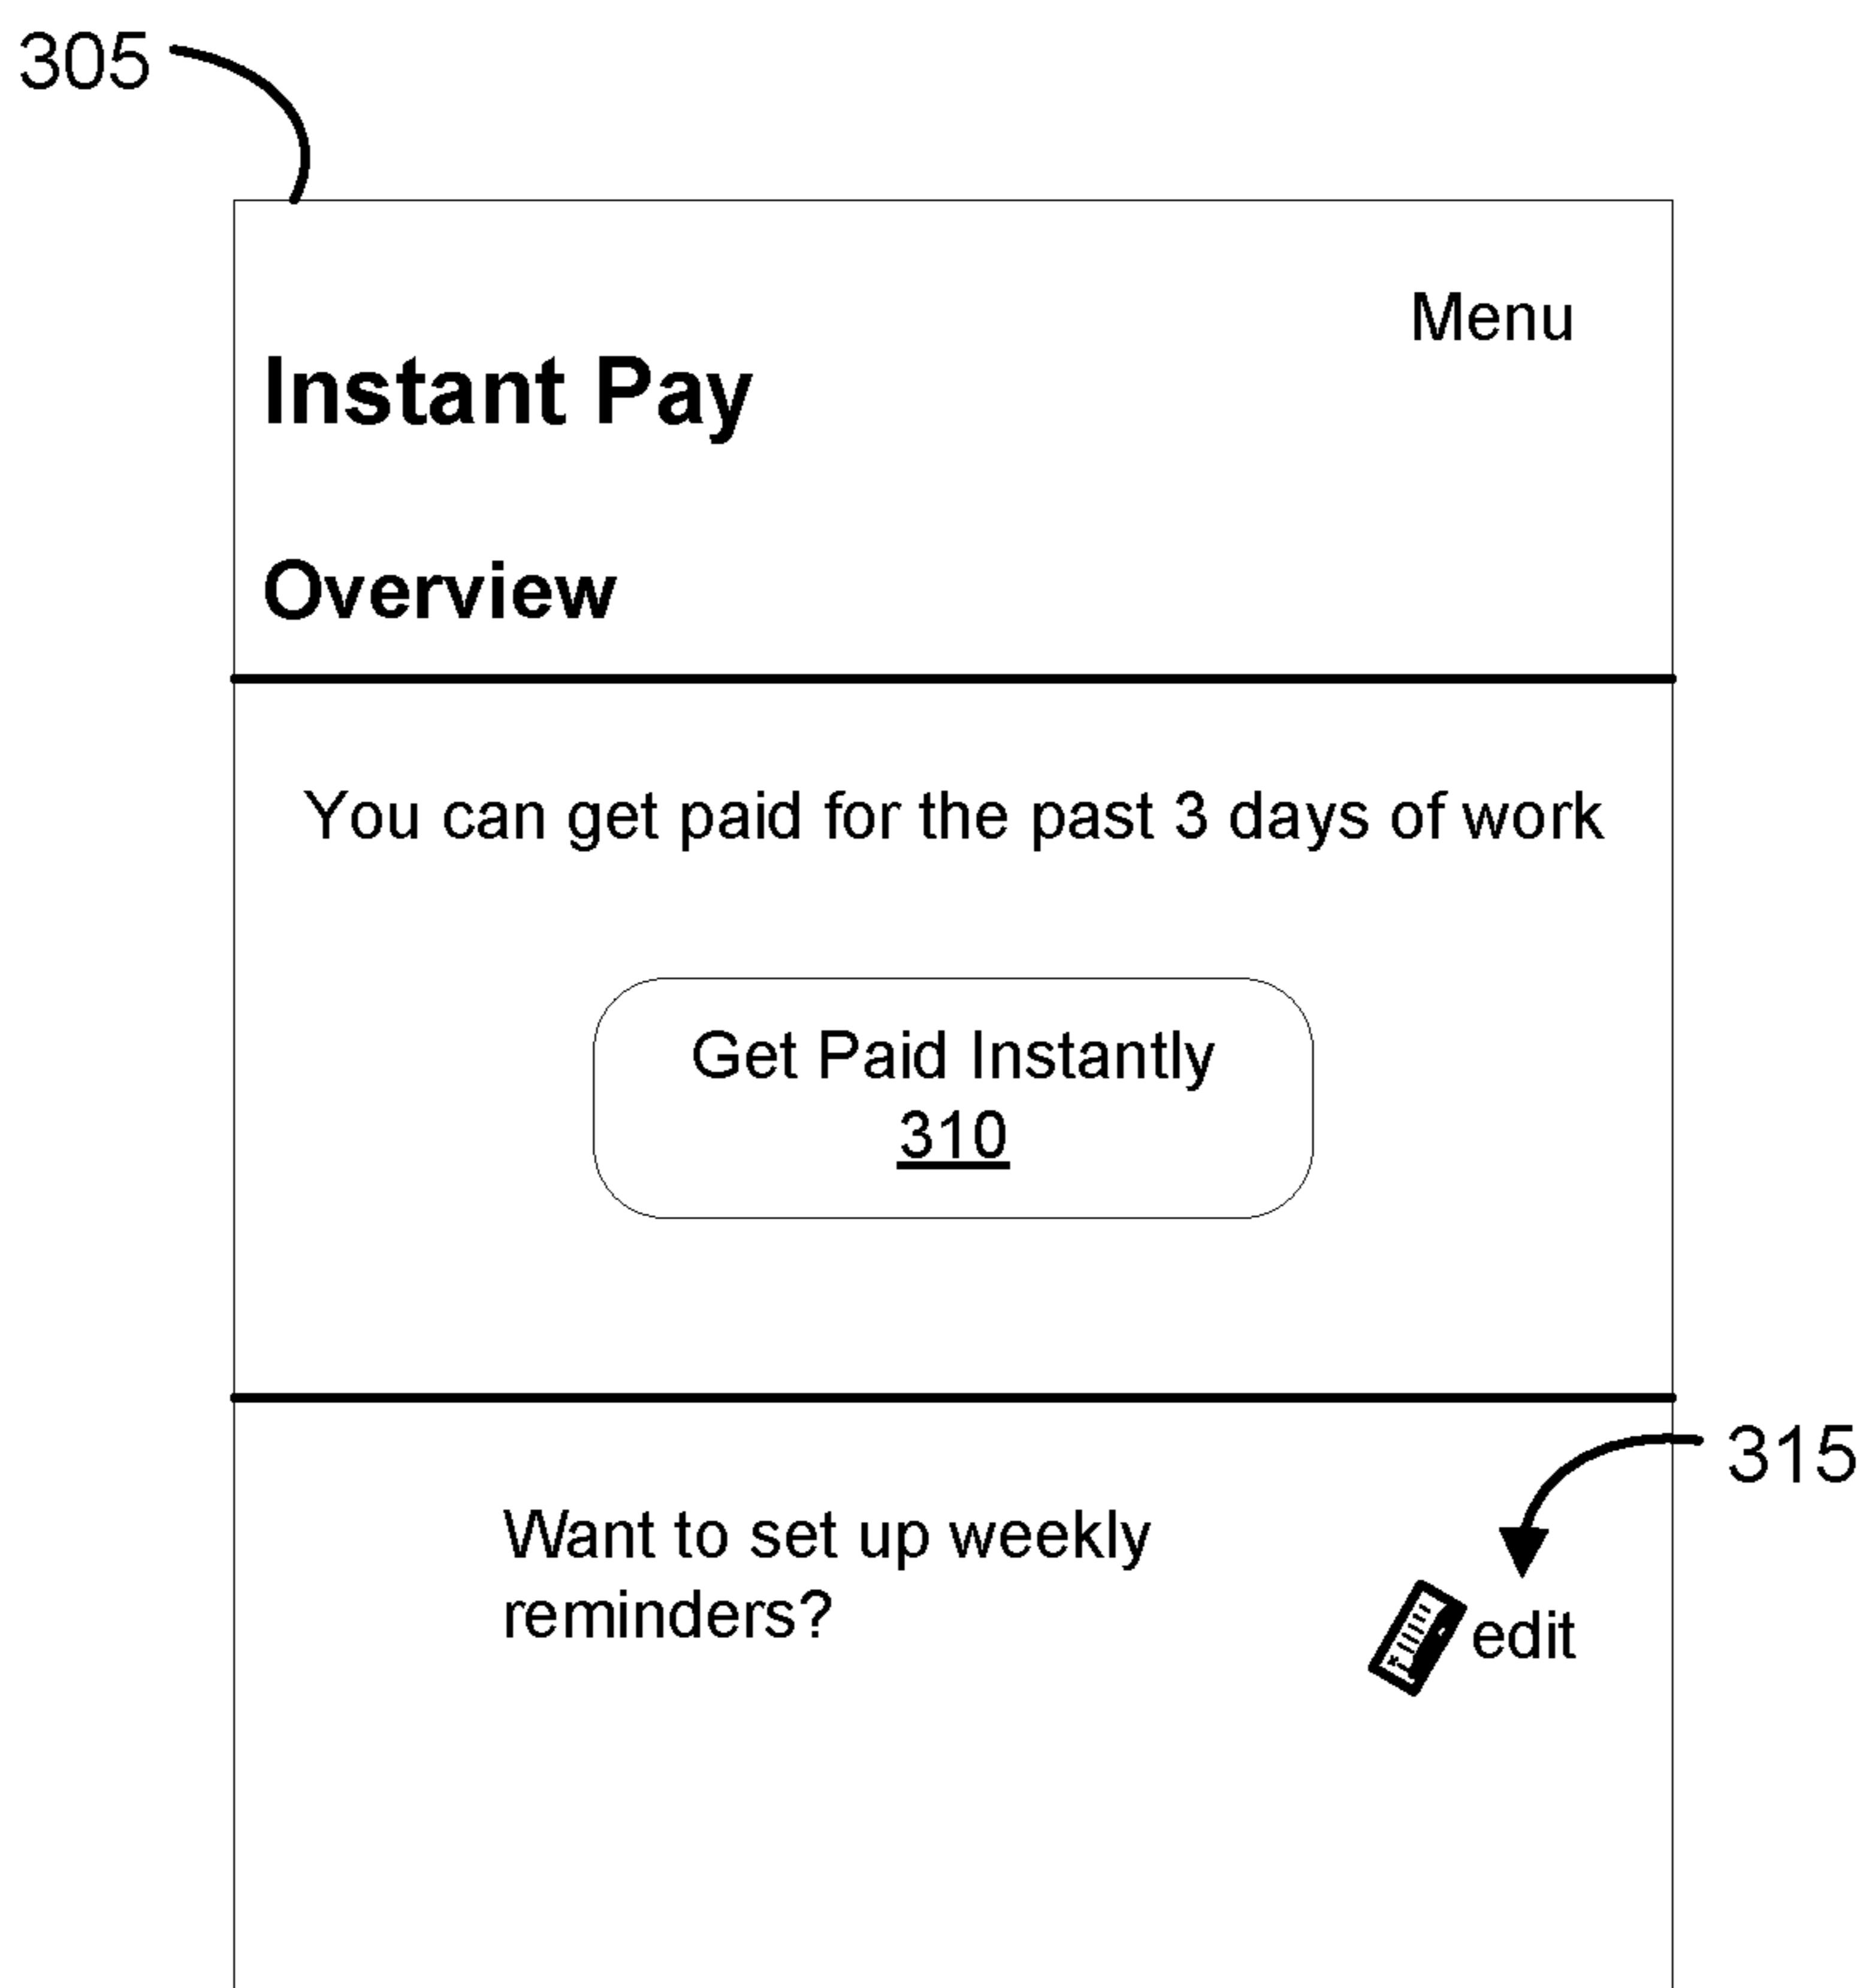 305
Menu
Instant Pay
Overview
You can get paid for the past 3 days of work
Get Paid Instantly
310
315
Want to set up weekly
reminders?
edit